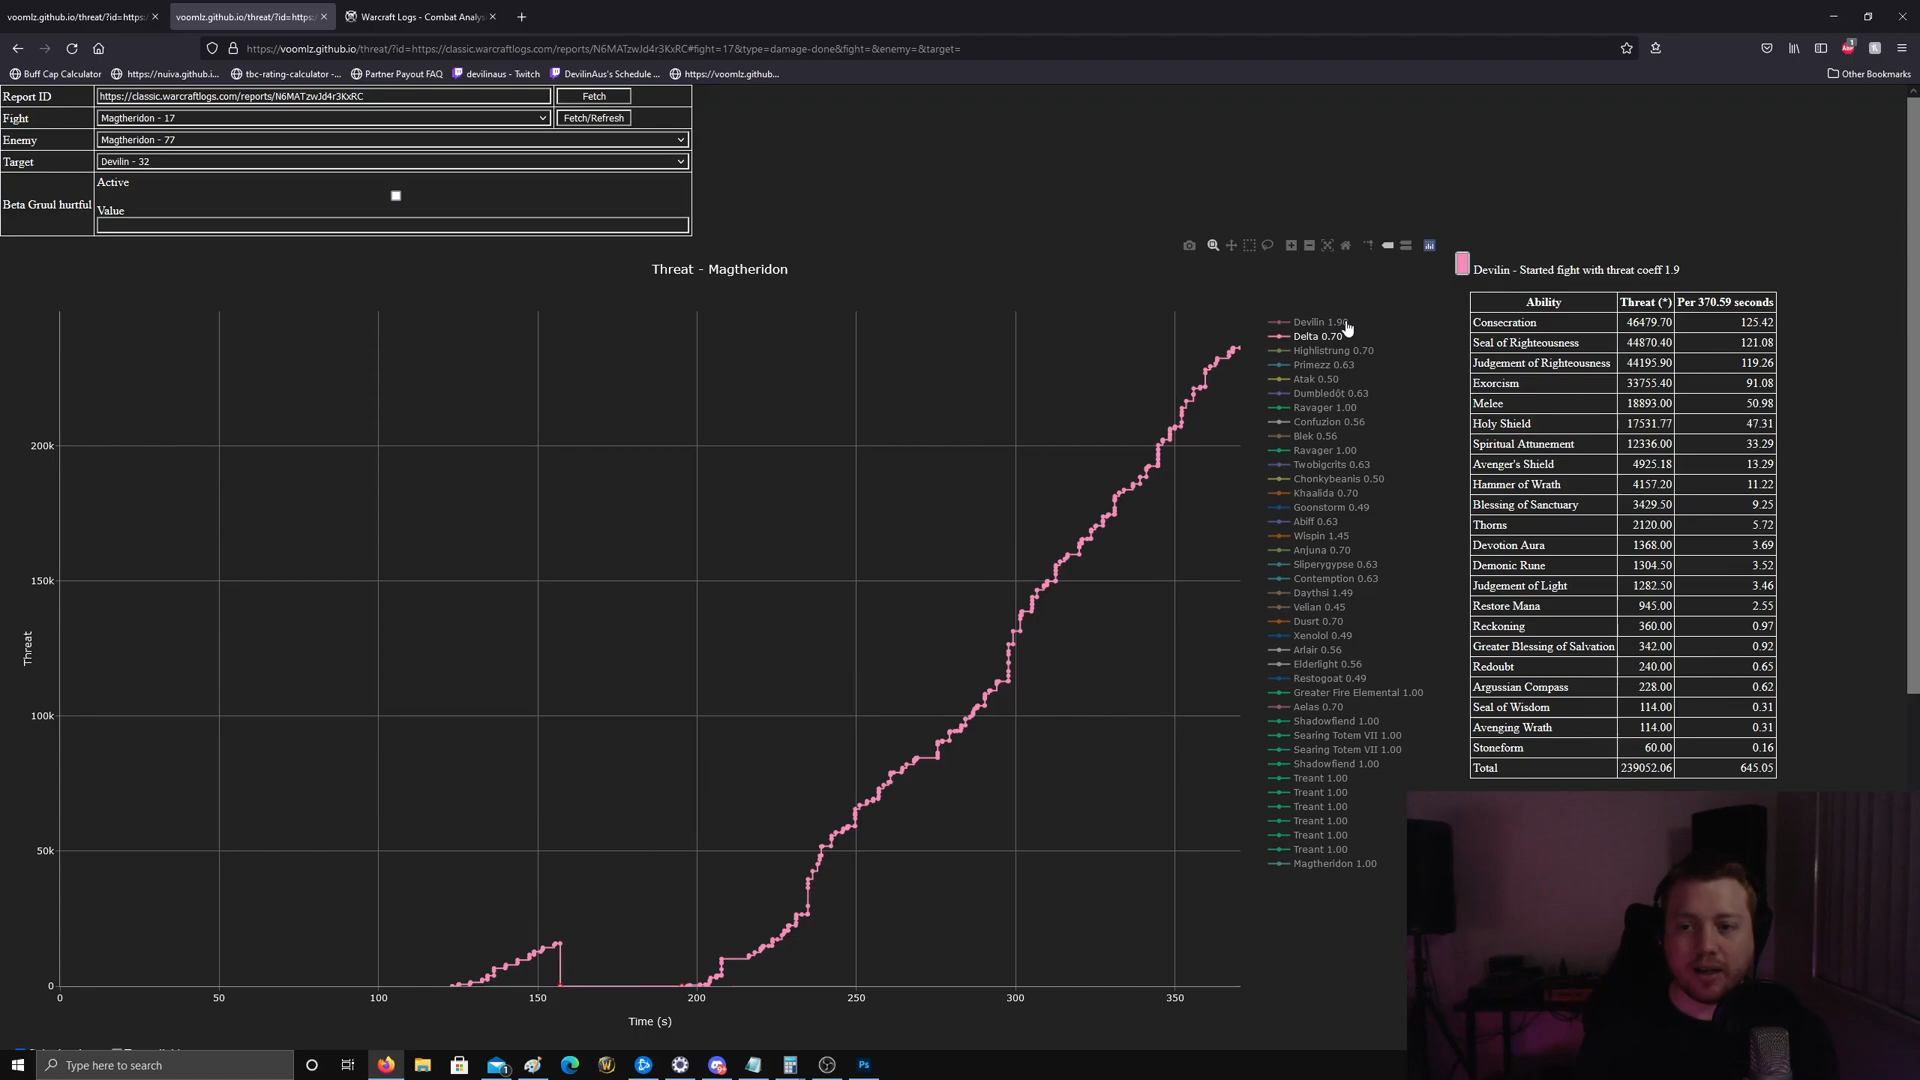 voomlz.github.io/threat/?id=https:
voomlz.github.io/threat/?id=https:
Warcraft Logs - Combat Analys
https://voomlz.github.io/threat/?id=https://classic.warcraftlogs.com/reports/N6MATzwJd4r3KxRC#fight=17&type=damage-done&fight=&enemy=&target=
Buff Cap Calculator
https://nuiva.github.i...
tbc-rating-calculator -...
Partner Payout FAQ
devilinaus - Twitch
DevilinAus's Schedule ...
https://voomlz.github...
Other Bookmarks
Report ID
https://classic.warcraftlogs.com/reports/N6MATzwJd4r3KxRC
Fetch
Fight
Magtheridon - 17
Fetch/Refresh
Enemy
Magtheridon - 77
Target
Devilin - 32
Beta Gruul hurtful
Active
Value
Threat - Magtheridon
Threat
200k
150k
100k
50k
0
0 50 100 150 200 250 300 350
Time (s)
Devilin 1.90
Delta 0.70
Highlistrung 0.70
Primezz 0.63
Atak 0.50
Dumbledôt 0.63
Ravager 1.00
Confuzion 0.56
Blek 0.56
Ravager 1.00
Twobigcrits 0.63
Chonkybeanis 0.50
Khaalida 0.70
Goonstorm 0.49
Abiff 0.63
Wispin 1.45
Anjuna 0.70
Sliperygypse 0.63
Contemption 0.63
Daythsi 1.49
Velian 0.45
Dusrt 0.70
Xenolol 0.49
Arlair 0.56
Elderlight 0.56
Restogoat 0.49
Greater Fire Elemental 1.00
Aelas 0.70
Shadowfiend 1.00
Searing Totem VII 1.00
Searing Totem VII 1.00
Shadowfiend 1.00
Treant 1.00
Treant 1.00
Treant 1.00
Treant 1.00
Treant 1.00
Treant 1.00
Magtheridon 1.00
Devilin - Started fight with threat coeff 1.9
Ability Threat (*) Per 370.59 seconds
Consecration 46479.70 125.42
Seal of Righteousness 44870.40 121.08
Judgement of Righteousness 44195.90 119.26
Exorcism 33755.40 91.08
Melee 18893.00 50.98
Holy Shield 17531.77 47.31
Spiritual Attunement 12336.00 33.29
Avenger's Shield 4925.18 13.29
Hammer of Wrath 4157.20 11.22
Blessing of Sanctuary 3429.50 9.25
Thorns 2120.00 5.72
Devotion Aura 1368.00 3.69
Demonic Rune 1304.50 3.52
Judgement of Light 1282.50 3.46
Restore Mana 945.00 2.55
Reckoning 360.00 0.97
Greater Blessing of Salvation 342.00 0.92
Redoubt 240.00 0.65
Argussian Compass 228.00 0.62
Seal of Wisdom 114.00 0.31
Avenging Wrath 114.00 0.31
Stoneform 60.00 0.16
Total 239052.06 645.05
Type here to search